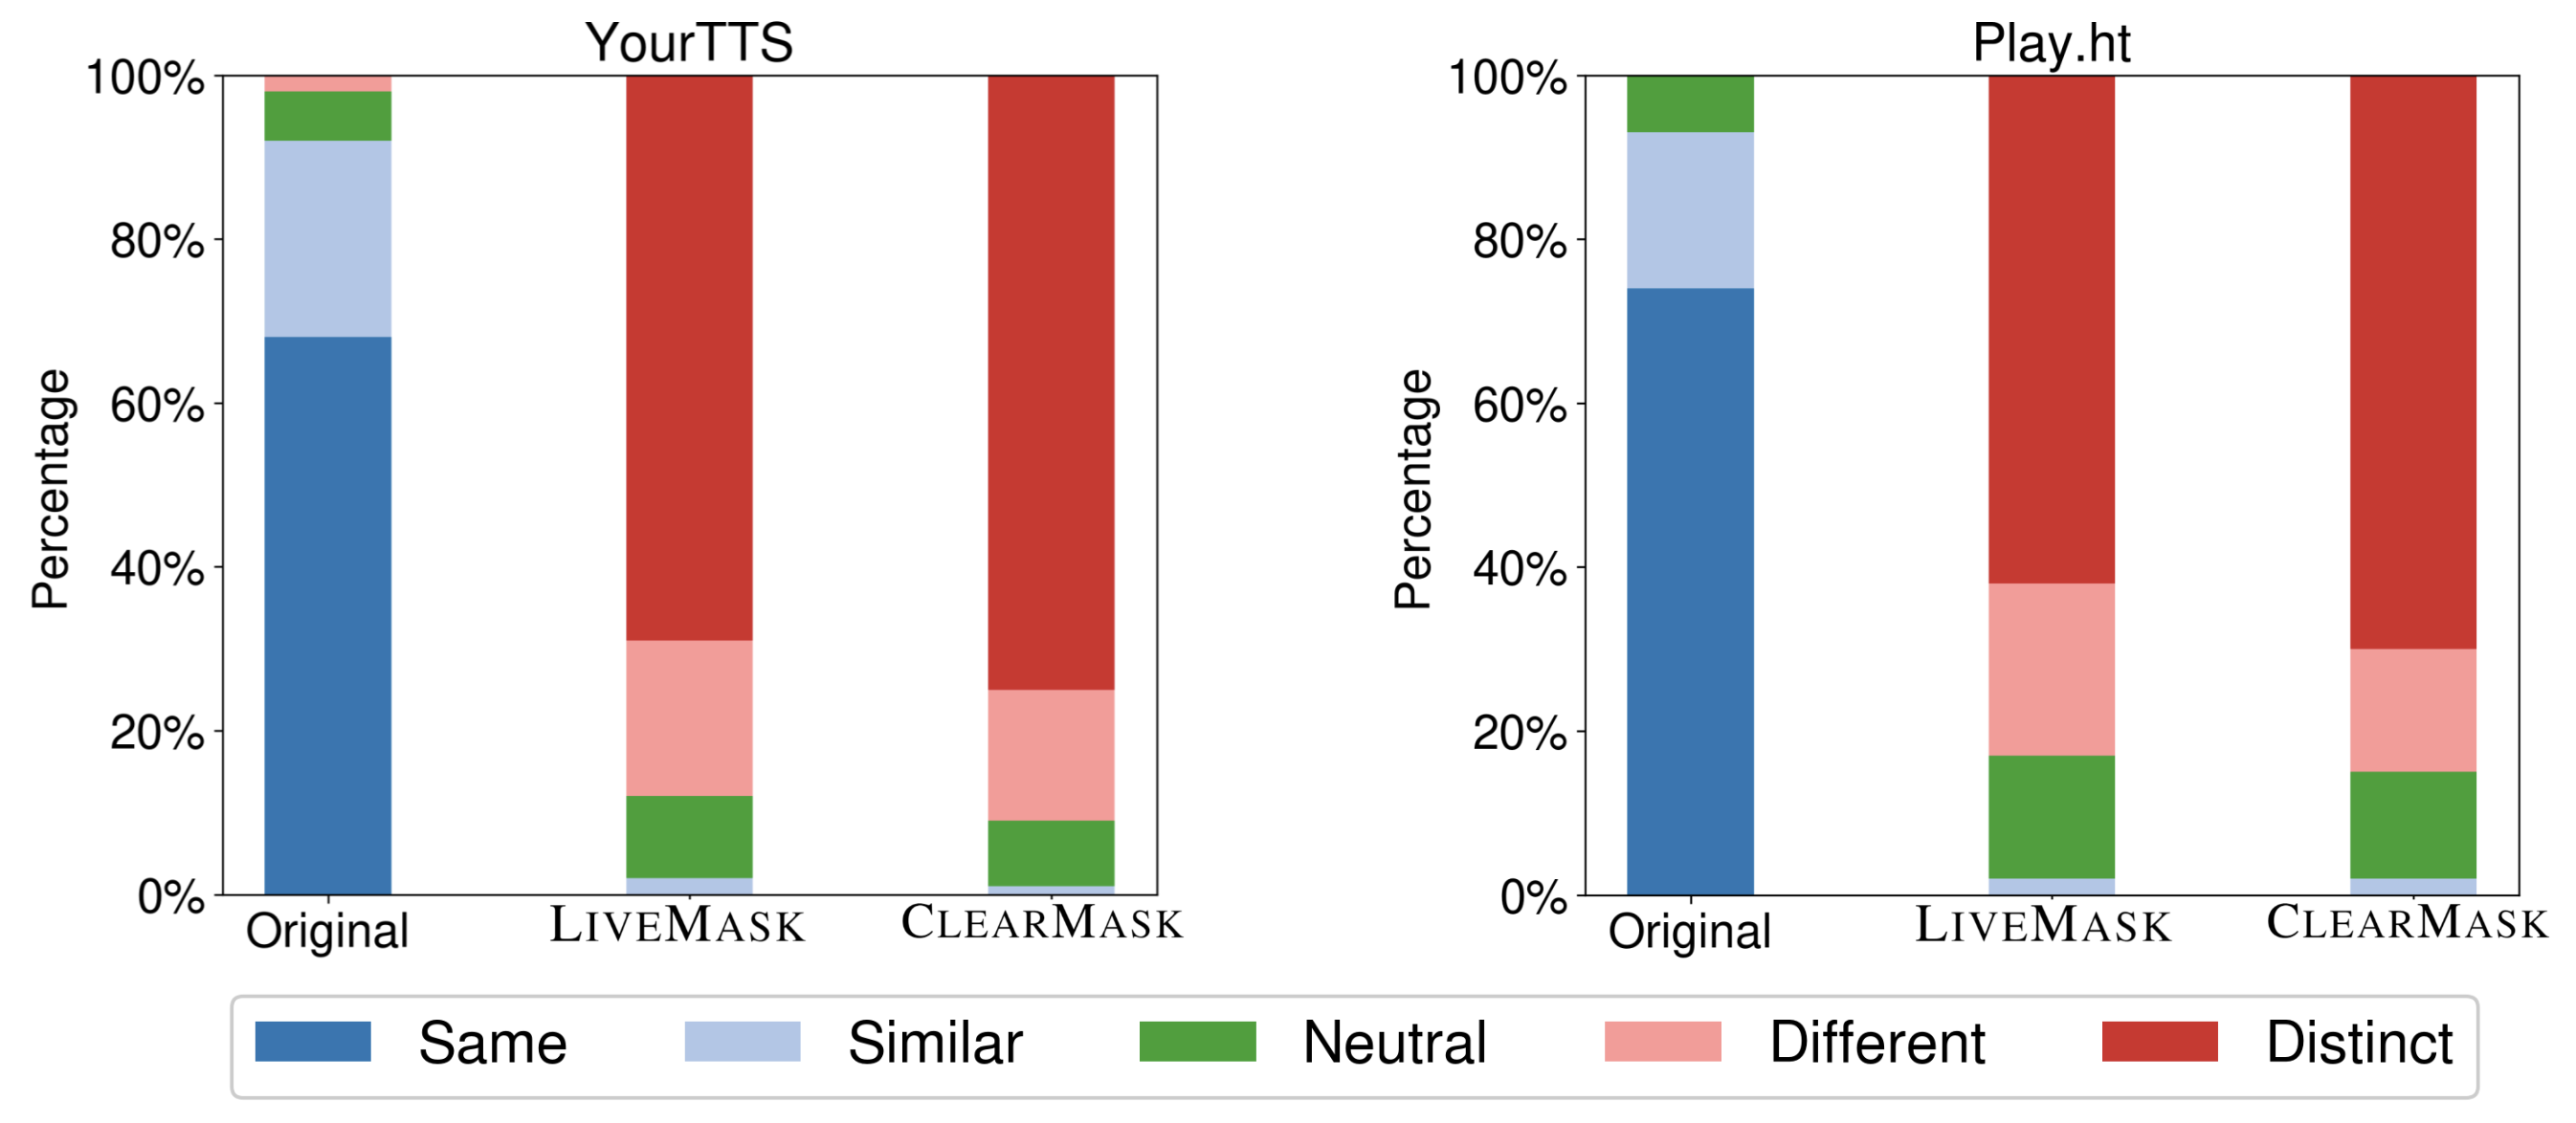 YourTTS
100%
80%
60%
40%
20%
0%
Percentage
Original
LIVEMASK
CLEARMASK
Play.ht
100%
80%
60%
40%
20%
0%
Percentage
Original
LIVEMASK
CLEARMASK
Same
Similar
Neutral
Different
Distinct